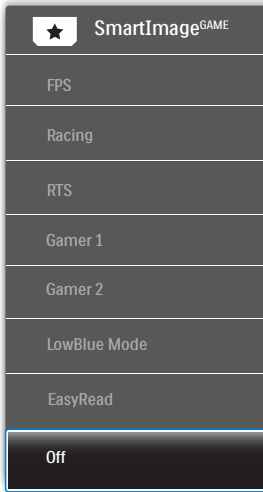 SmartImageGAME
FPS
Racing
RTS
Gamer 1
Gamer 2
LowBlue Mode
EasyRead
Off